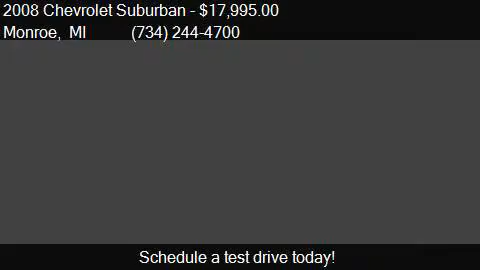 2008 Chevrolet Suburban - $17,995.00
Monroe, MI (734) 244-4700
Schedule a test drive today!